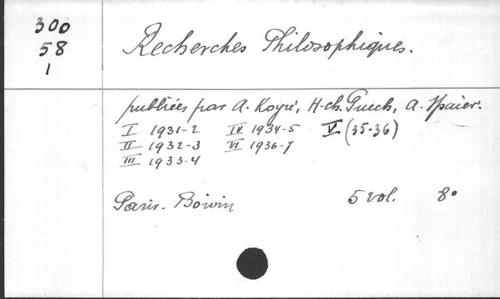 300
58
1
Recherches Philosophiques.
publiées par A. Koyré, H-ch. Puech, A. Spaier.
I 1931-2 IV 1934-5 V (35-36)
II 1932-3 VI 1936-7
III 1933-4
Paris. Boivin 5 vol. 8°